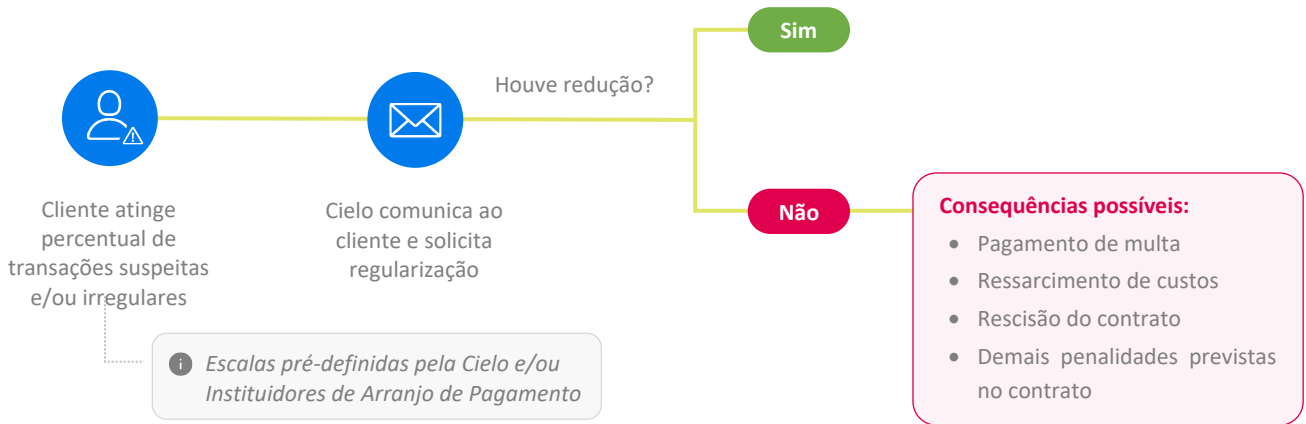 Cliente atinge
percentual de
transações suspeitas
e/ou irregulares
Escalas pré-definidas pela Cielo e/ou
Instituidores de Arranjo de Pagamento
Cielo comunica ao
cliente e solicita
regularização
Houve redução?
Sim
Não
Consequências possíveis:
• Pagamento de multa
• Ressarcimento de custos
• Rescisão do contrato
• Demais penalidades previstas
no contrato